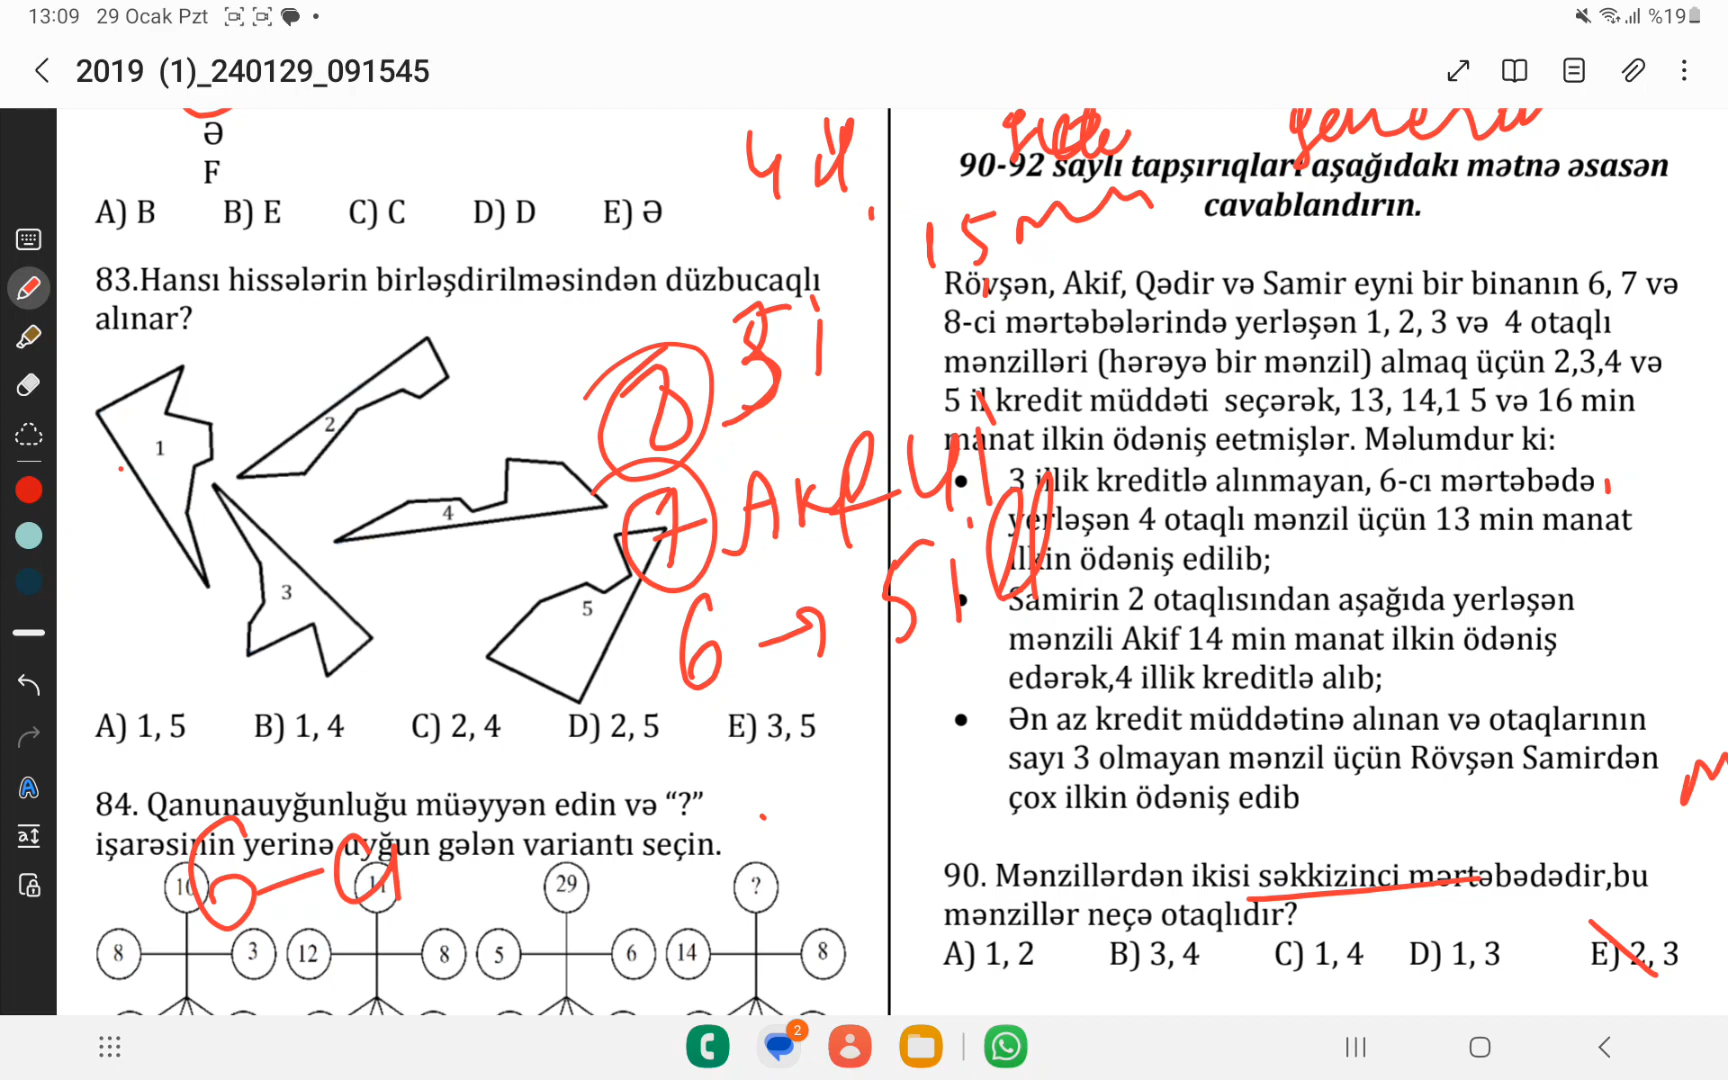 13:09 29 Ocak Pzt
%19
2019 (1)_240129_091545
Ə
F
A) B B) E C) C D) D E) Ə
83.Hansı hissələrin birləşdirilməsindən düzbucaqlı
alınar?
1
2
3
4
5
A) 1, 5 B) 1, 4 C) 2, 4 D) 2, 5 E) 3, 5
84. Qanunauyğunluğu müəyyən edin və “?”
işarəsinin yerinə uyğun gələn variantı seçin.
10 11 29 ?
8 3 12 8 5 6 14 8
4 il
15 m
8 3 i
7 Akf 4 il
6 → 5 il
6 -
90-92 saylı tapşırıqları aşağıdakı mətnə əsasən
cavablandırın.
Rövşən, Akif, Qədir və Samir eyni bir binanın 6, 7 və
8-ci mərtəbələrində yerləşən 1, 2, 3 və 4 otaqlı
mənzilləri (hərəyə bir mənzil) almaq üçün 2,3,4 və
5 il kredit müddəti seçərək, 13, 14,1 5 və 16 min
manat ilkin ödəniş eetmişlər. Məlumdur ki:
• 3 illik kreditlə alınmayan, 6-cı mərtəbədə
yerləşən 4 otaqlı mənzil üçün 13 min manat
ilkin ödəniş edilib;
• Samirin 2 otaqlısından aşağıda yerləşən
mənzili Akif 14 min manat ilkin ödəniş
edərək,4 illik kreditlə alıb;
• Ən az kredit müddətinə alınan və otaqlarının
sayı 3 olmayan mənzil üçün Rövşən Samirdən
çox ilkin ödəniş edib
90. Mənzillərdən ikisi səkkizinci mərtəbədədir,bu
mənzillər neçə otaqlıdır?
A) 1, 2 B) 3, 4 C) 1, 4 D) 1, 3 E) 2, 3
2